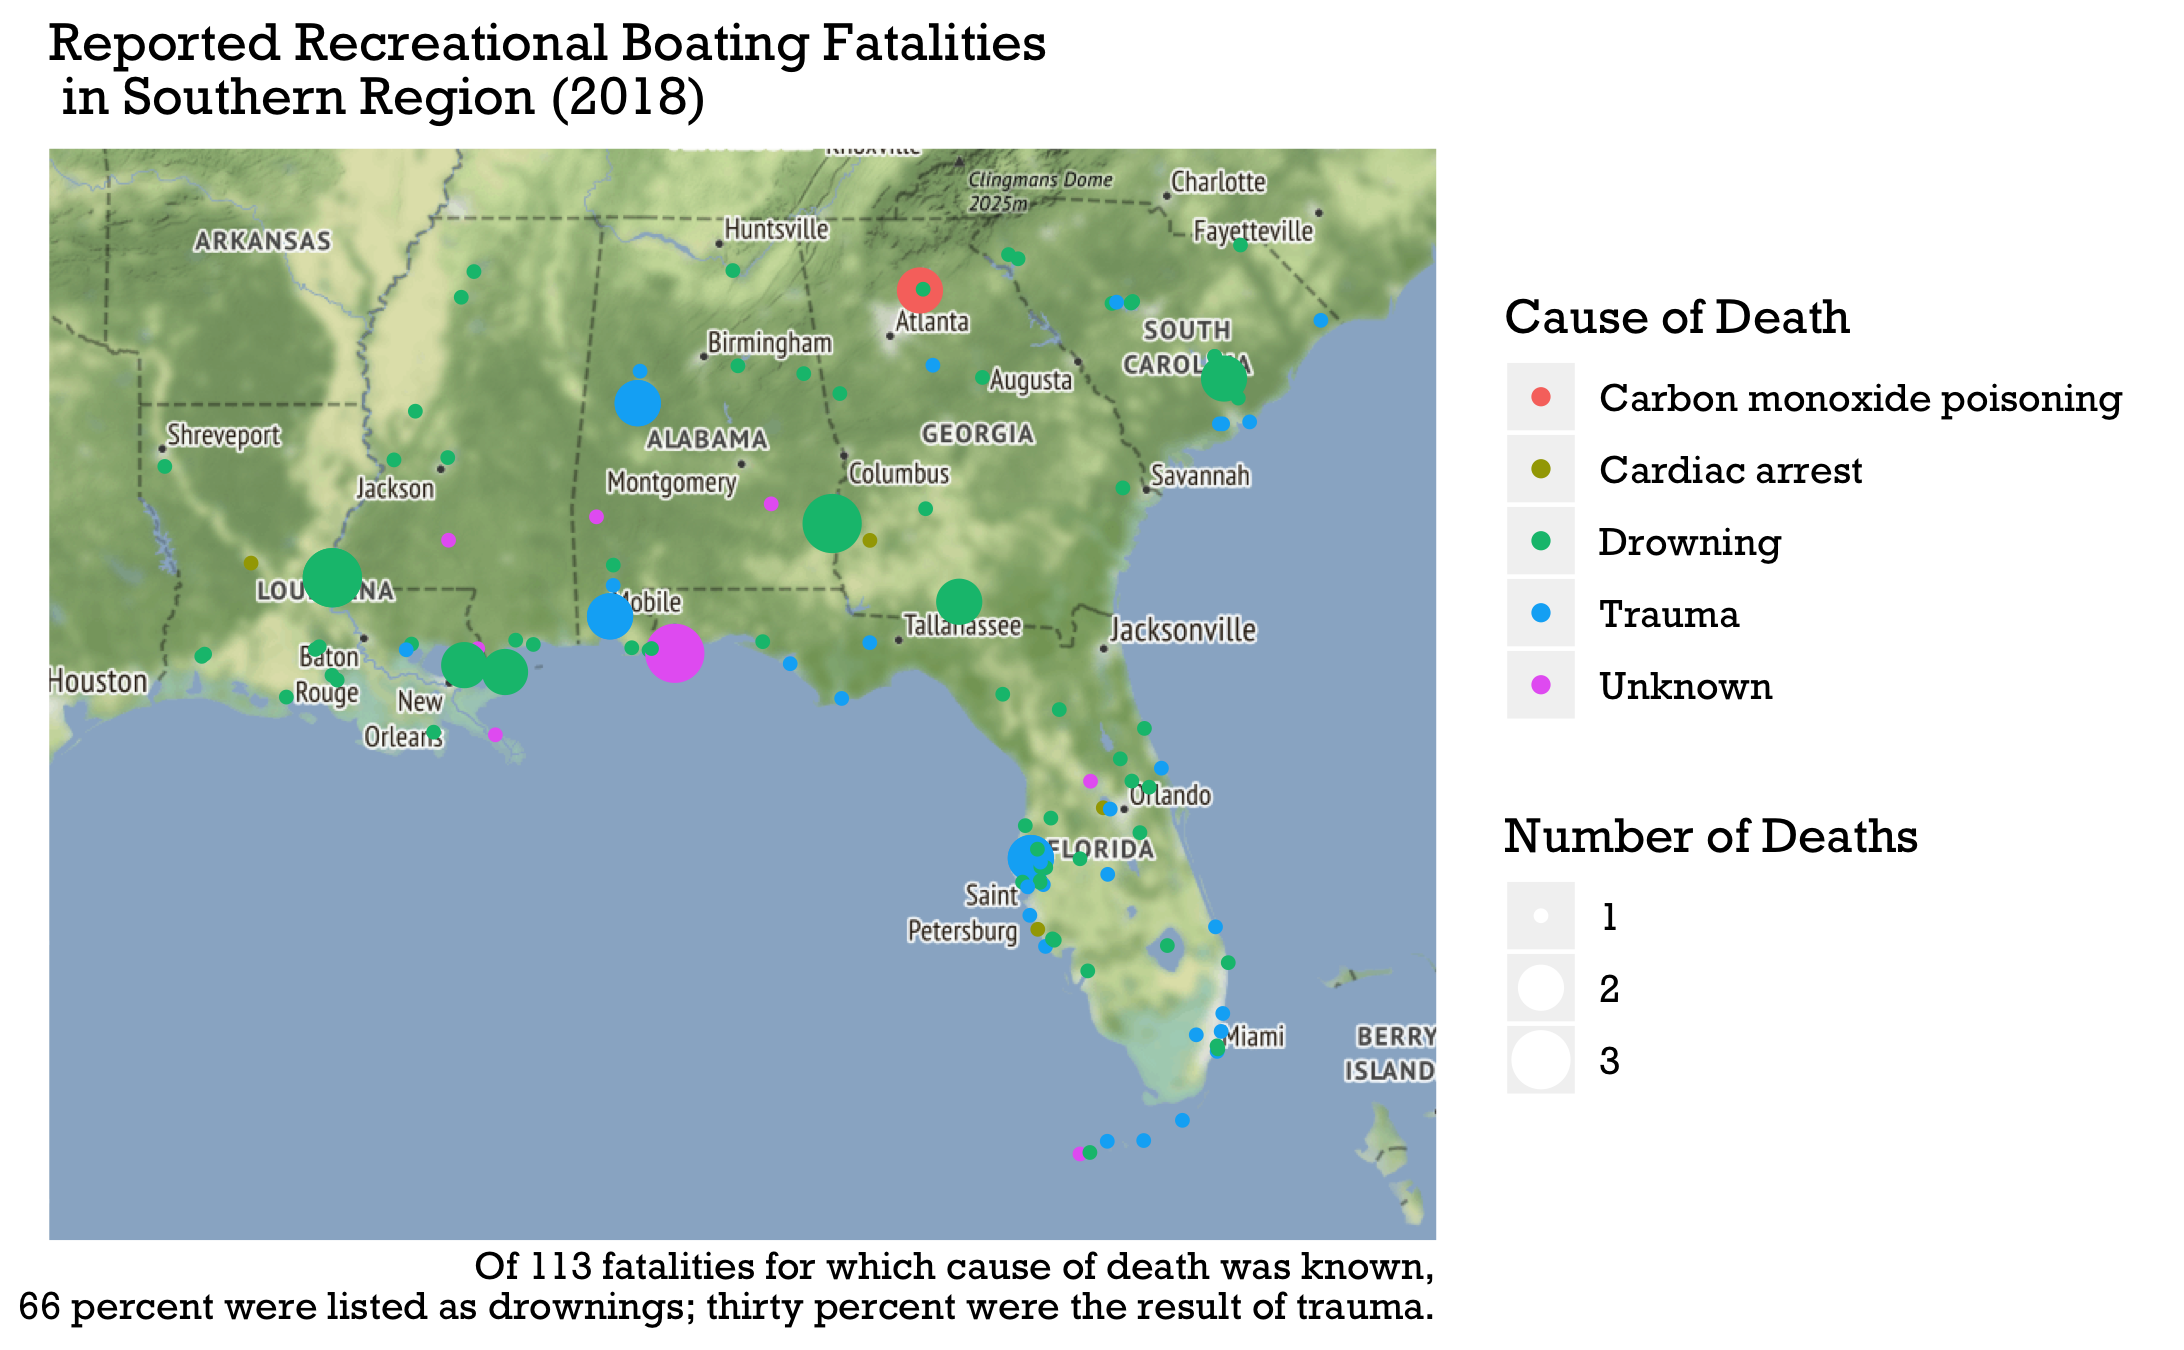 Reported Recreational Boating Fatalities
in Southern Region (2018)
Knoxville
Clingmans Dome
2025m
Charlotte
Fayetteville
Huntsville
ARKANSAS
Atlanta
Birmingham
SOUTH
CAROLINA
Augusta
Shreveport
ALABAMA
GEORGIA
Columbus
Montgomery
Savannah
Jackson
LOUISIANA
Mobile
Tallahassee
Jacksonville
Baton
Rouge
Houston
New
Orleans
Orlando
FLORIDA
Saint
Petersburg
Miami
BERRY
ISLAND
Cause of Death
Carbon monoxide poisoning
Cardiac arrest
Drowning
Trauma
Unknown
Number of Deaths
1
2
3
Of 113 fatalities for which cause of death was known,
66 percent were listed as drownings; thirty percent were the result of trauma.